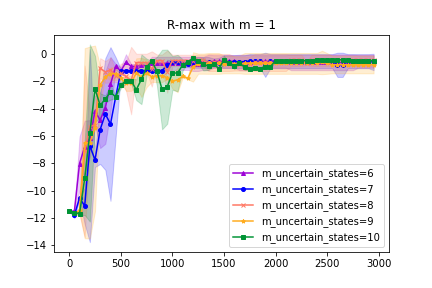 R-max with m = 1
0
−2
−4
−6
−8
−10
−12
−14
m_uncertain_states=6
m_uncertain_states=7
m_uncertain_states=8
m_uncertain_states=9
m_uncertain_states=10
0 500 1000 1500 2000 2500 3000